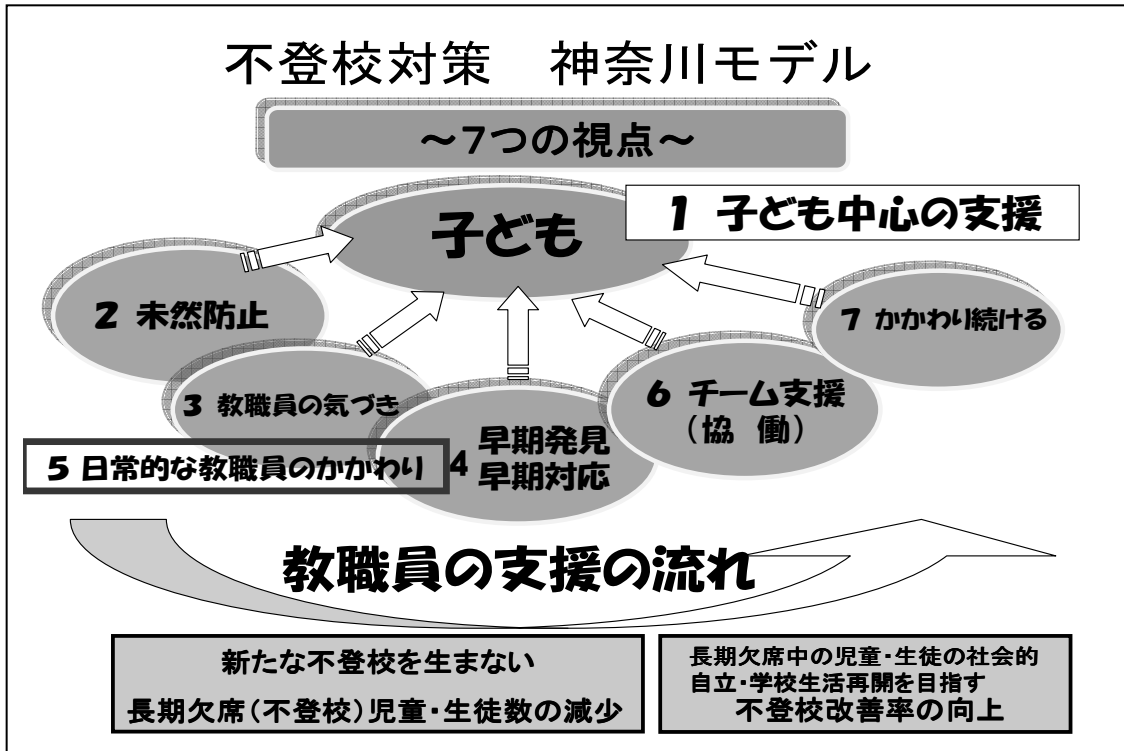 不登校対策　神奈川モデル
～7つの視点～
子ども
1 子ども中心の支援
2 未然防止
3 教職員の気づき
4 早期発見
早期対応
5 日常的な教職員のかかわり
6 チーム支援
（協　働）
7 かかわり続ける
教職員の支援の流れ
新たな不登校を生まない
長期欠席（不登校）児童・生徒数の減少
長期欠席中の児童・生徒の社会的
自立・学校生活再開を目指す
不登校改善率の向上